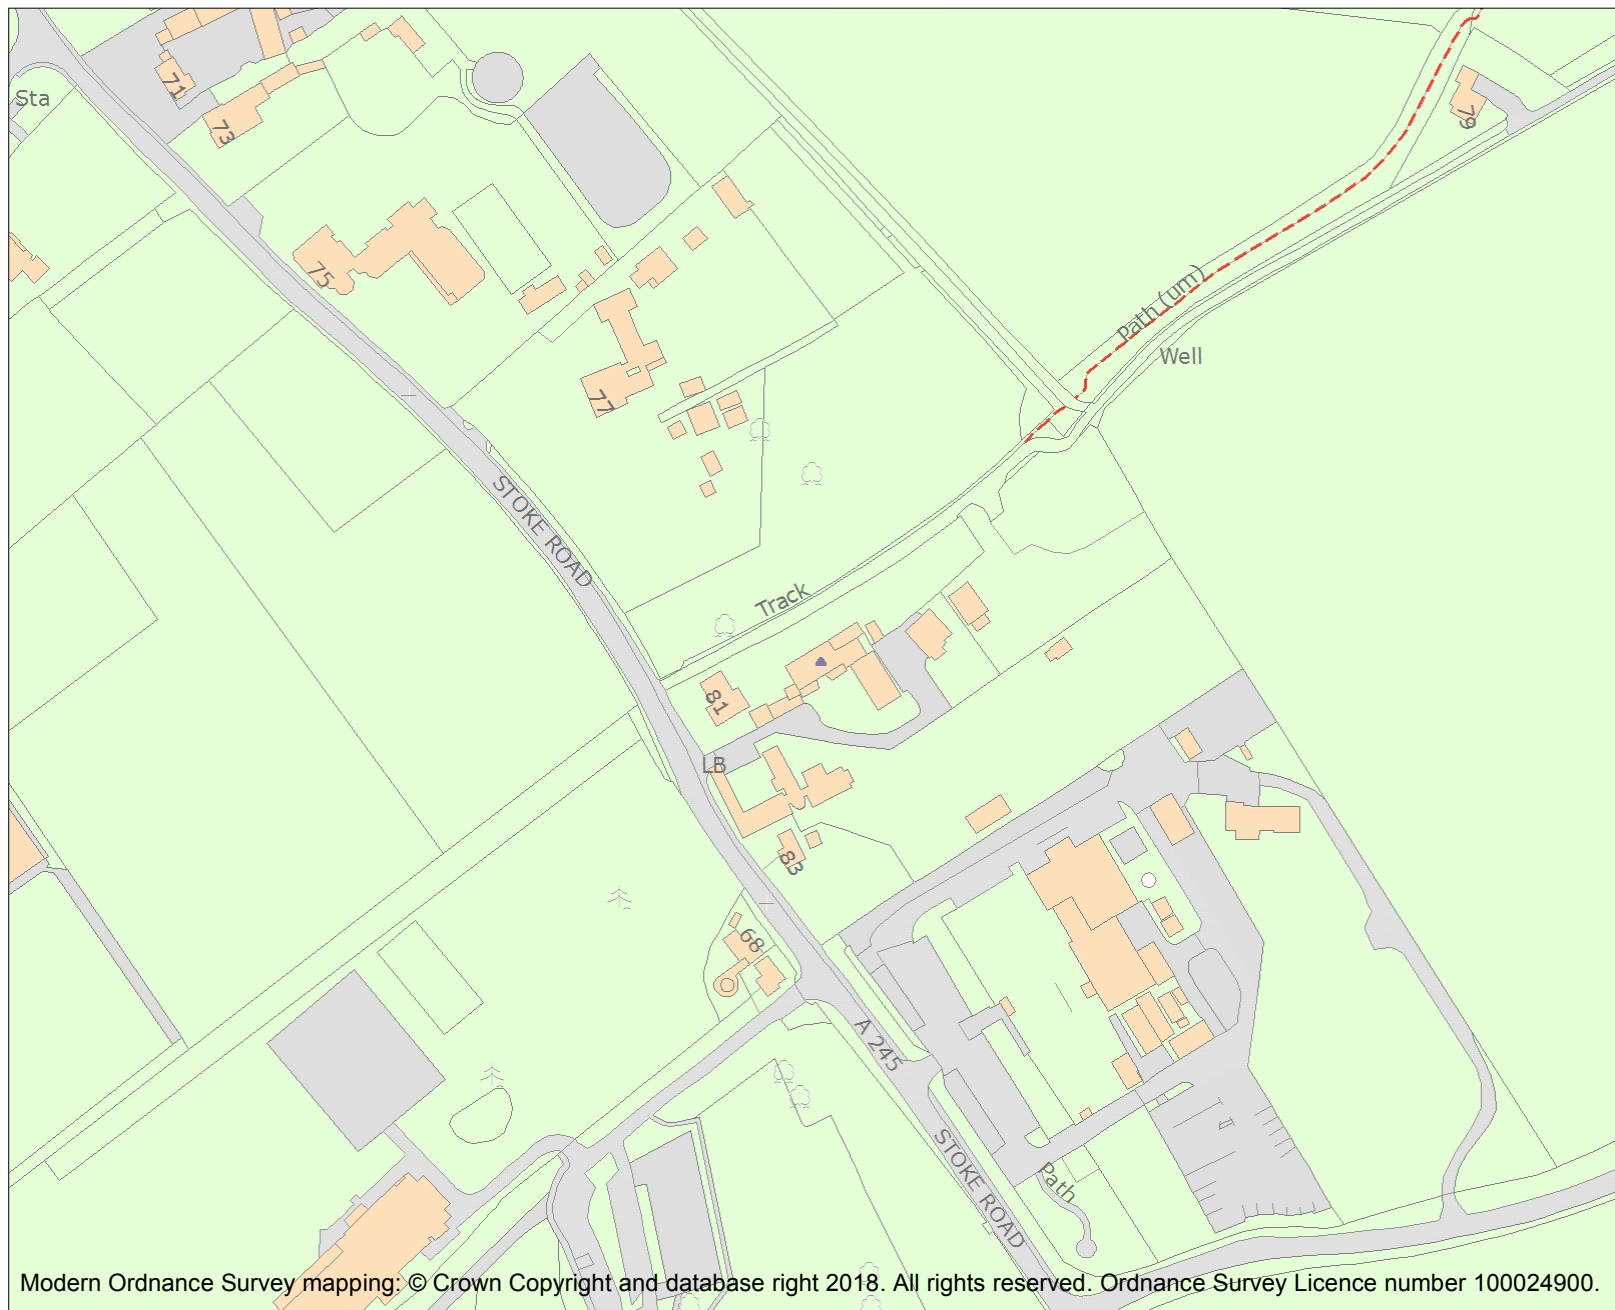 Sta
71
73
79
75
Path (um)
Well
77
STOKE ROAD
Track
81
LB
83
68
A 245
STOKE ROAD
Path
Modern Ordnance Survey mapping: © Crown Copyright and database right 2018. All rights reserved. Ordnance Survey Licence number 100024900.